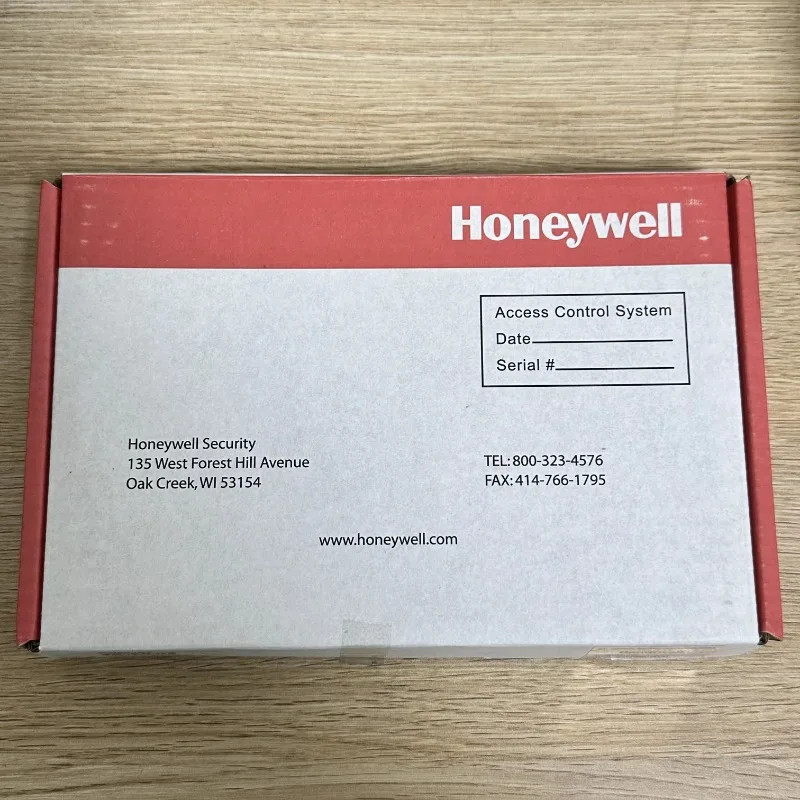 Honeywell
Access Control System
Date
Serial #
Honeywell Security
135 West Forest Hill Avenue
Oak Creek, WI 53154
TEL: 800-323-4576
FAX: 414-766-1795
www.honeywell.com